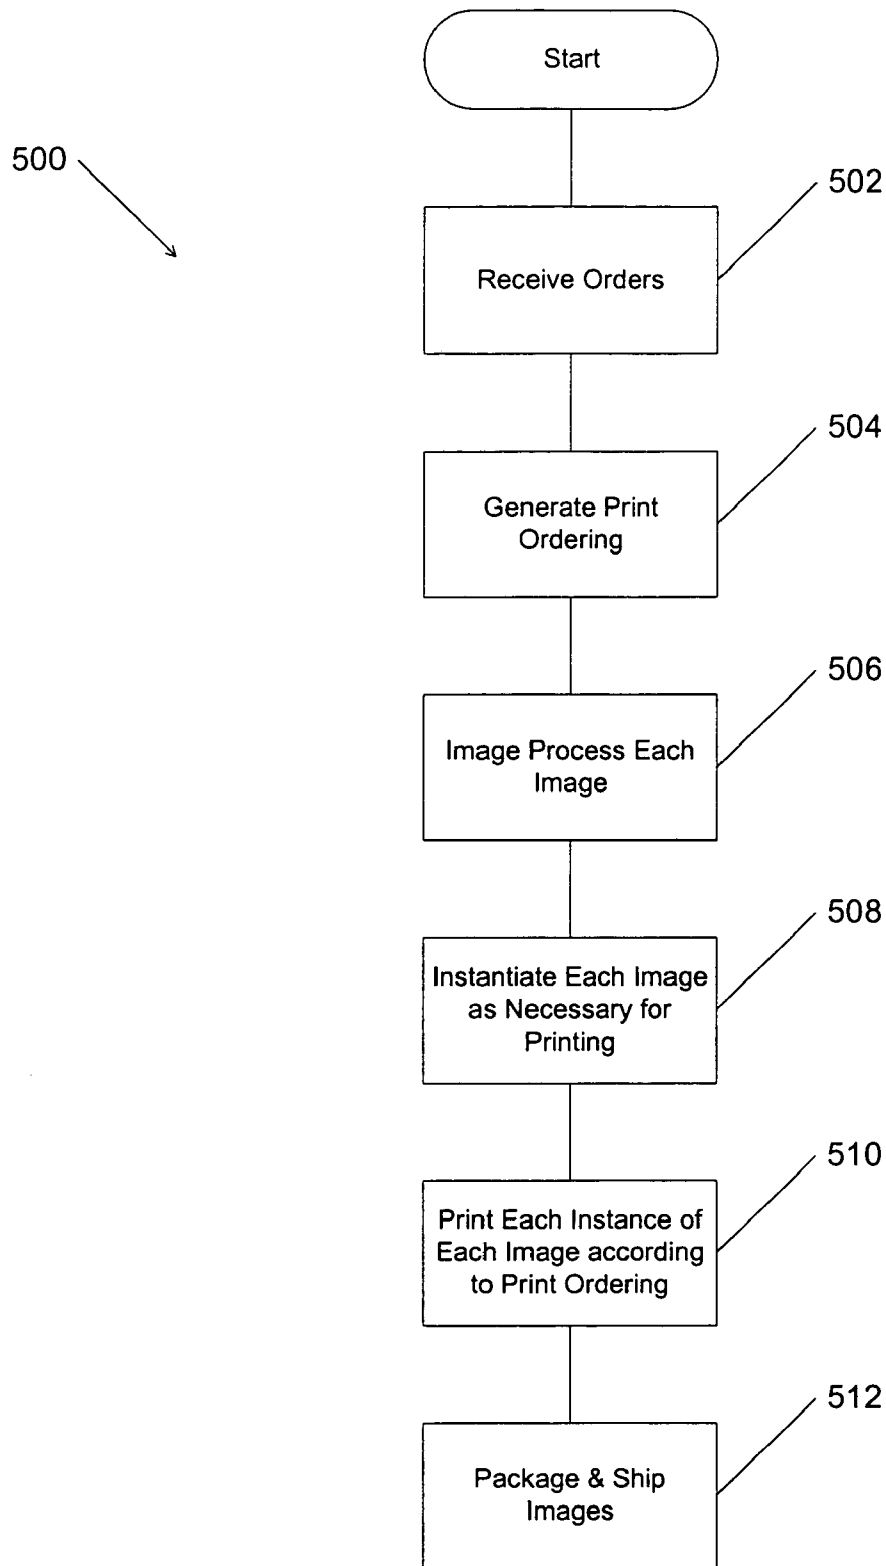 Start
500
502
Receive Orders
504
Generate Print
Ordering
506
Image Process Each
Image
508
Instantiate Each Image
as Necessary for
Printing
510
Print Each Instance of
Each Image according
to Print Ordering
512
Package & Ship
Images